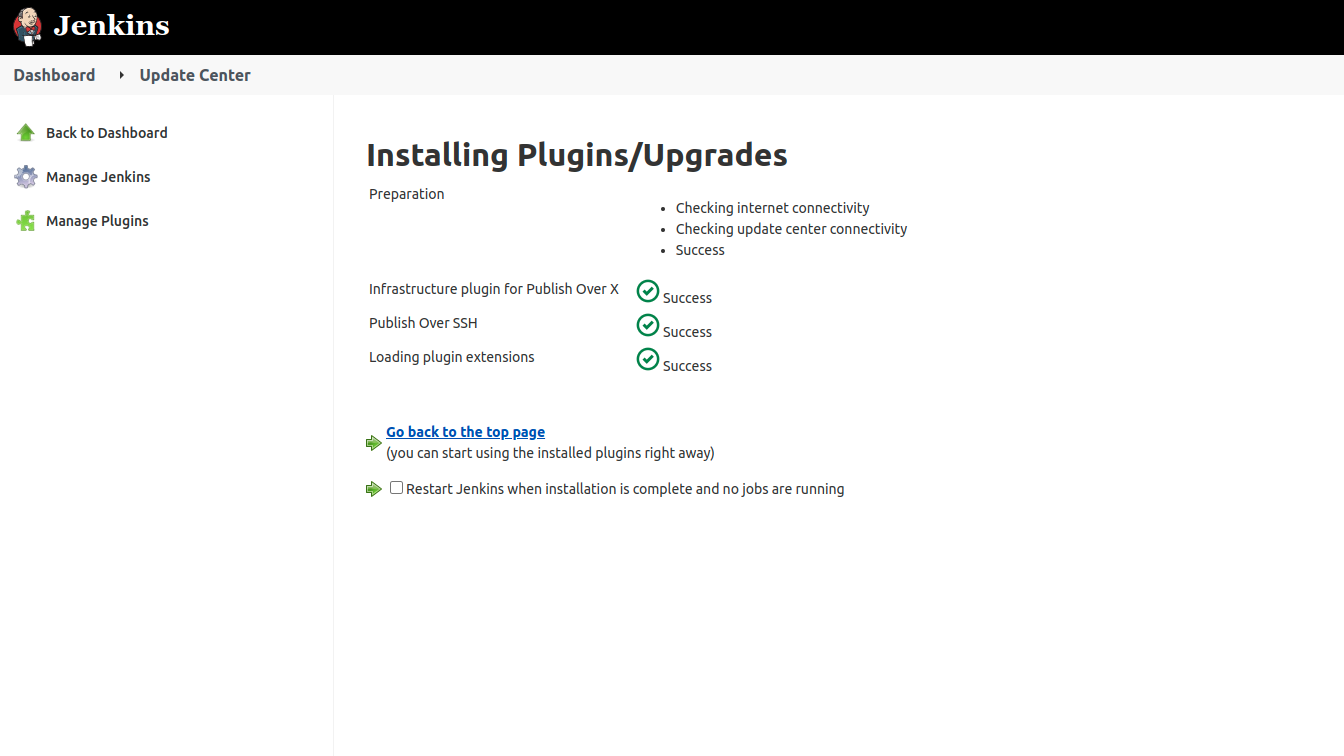 Jenkins
Dashboard Update Center
Back to Dashboard
Manage Jenkins
Manage Plugins
Installing Plugins/Upgrades
Preparation
Checking internet connectivity
Checking update center connectivity
Success
Infrastructure plugin for Publish Over X Success
Publish Over SSH Success
Loading plugin extensions Success
Go back to the top page
(you can start using the installed plugins right away)
Restart Jenkins when installation is complete and no jobs are running